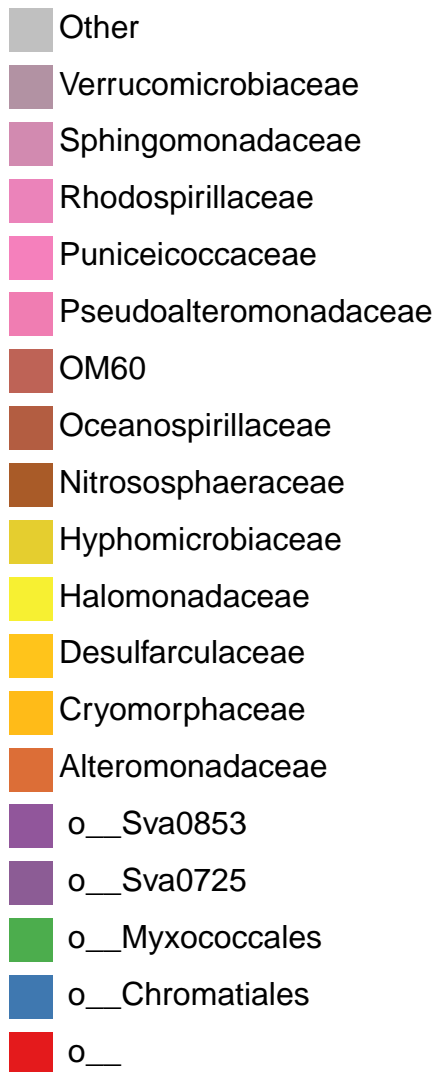 Other
Verrucomicrobiaceae
Sphingomonadaceae
Rhodospirillaceae
Puniceicoccaceae
Pseudoalteromonadaceae
OM60
Oceanospirillaceae
Nitrososphaeraceae
Hyphomicrobiaceae
Halomonadaceae
Desulfarculaceae
Cryomorphaceae
Alteromonadaceae
o__Sva0853
o__Sva0725
o__Myxococcales
o__Chromatiales
o__